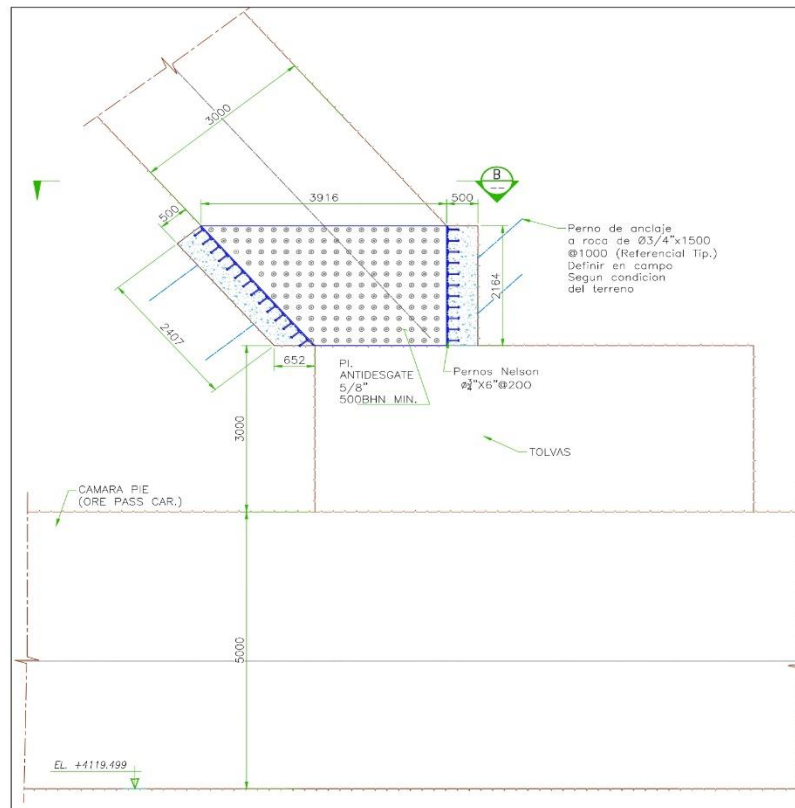 3000
3916
500
B
--
500
Perno de anclaje
a roca de Ø3/4"x1500
@1000 (Referencial Tip.)
Definir en campo
Segun condicion
del terreno
2164
2407
652
Pl.
ANTIDESGATE
5/8"
500BHN MIN.
Pernos Nelson
ø¾"X6"@200
3000
TOLVAS
CAMARA PIE
(ORE PASS CAR.)
5000
EL. +4119.499